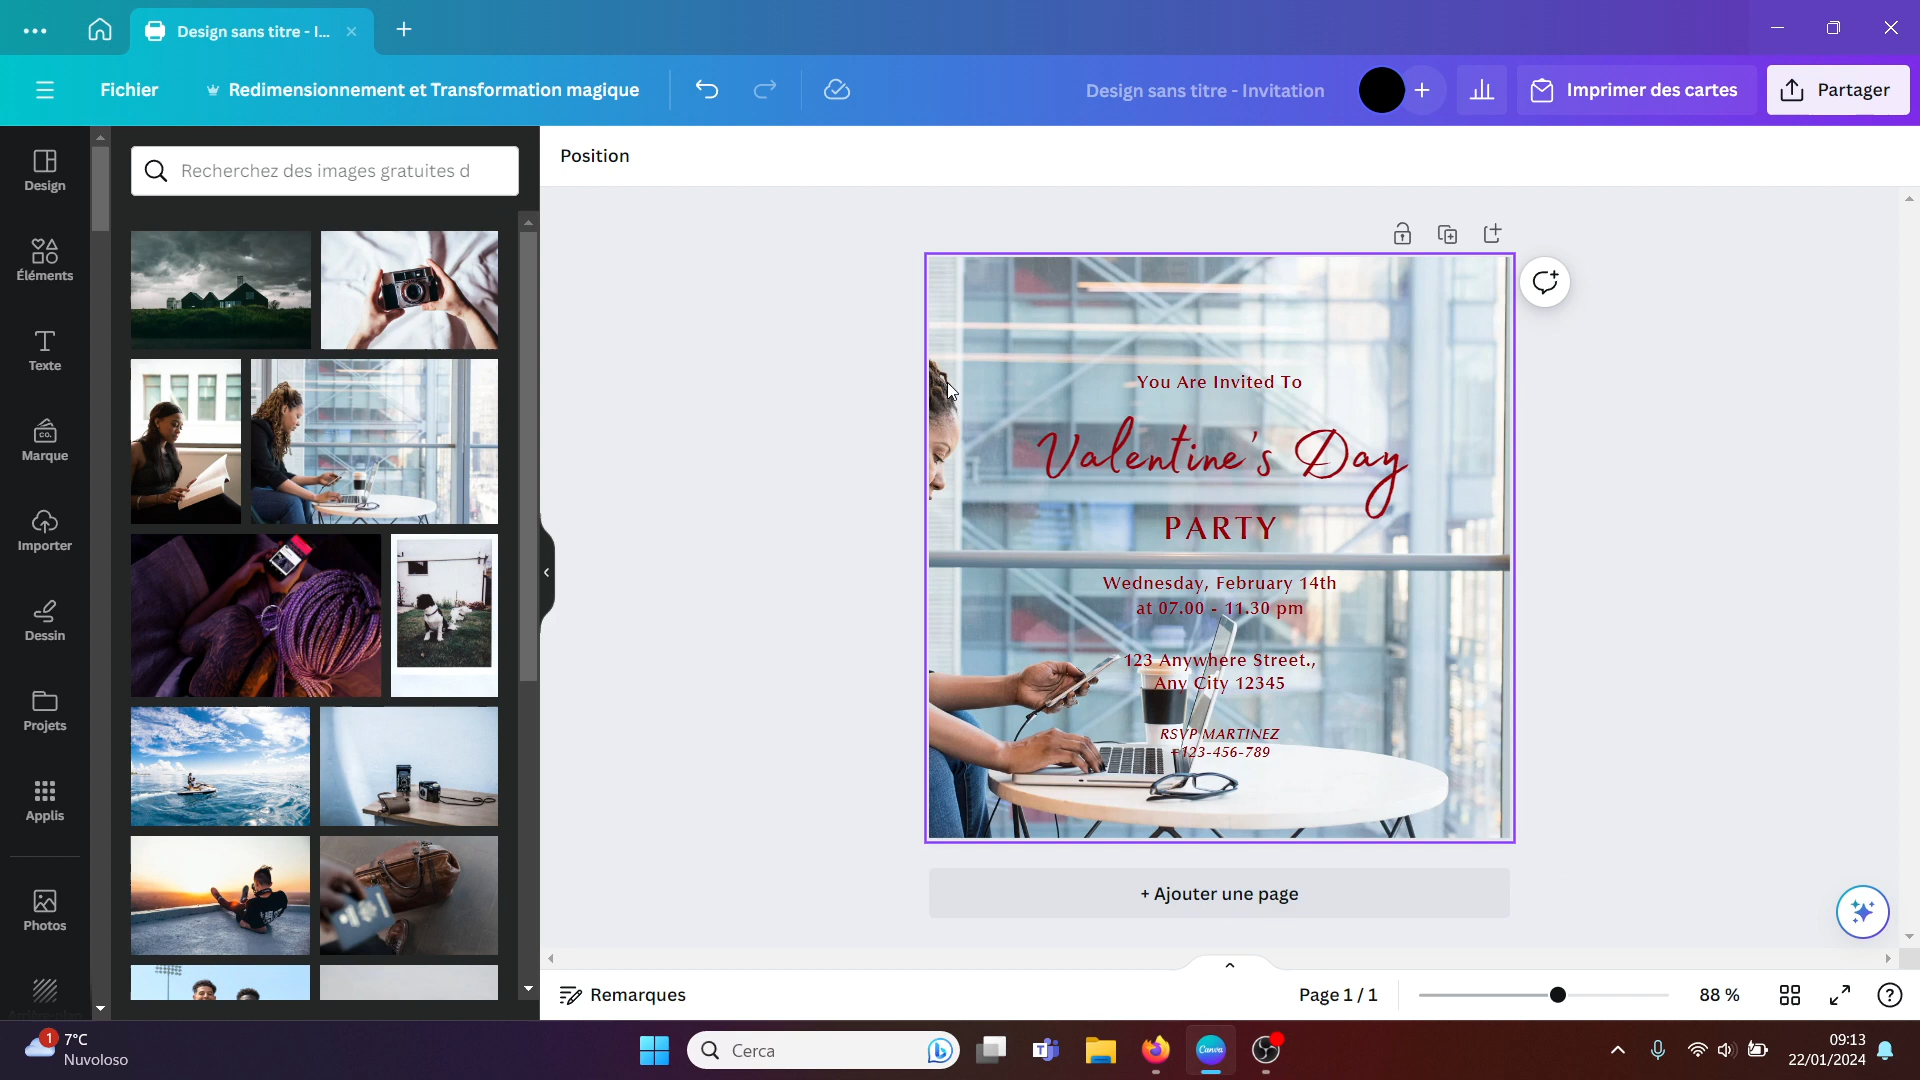 Design sans titre - I...
Fichier
Redimensionnement et Transformation magique
Design sans titre - Invitation
Imprimer des cartes
Partager
Design
Éléments
Texte
CO.
Marque
Importer
Dessin
Projets
Applis
Photos
Recherchez des images gratuites d
Position
You Are Invited To
Valentine's Day
PARTY
Wednesday, February 14th
at 07.00 - 11.30 pm
123 Anywhere Street.,
Any City 12345
RSVP MARTINEZ
+123-456-789
+ Ajouter une page
Remarques
Page 1 / 1
88 %
1
7°C
Nuvoloso
Cerca
Canva
09:13
22/01/2024